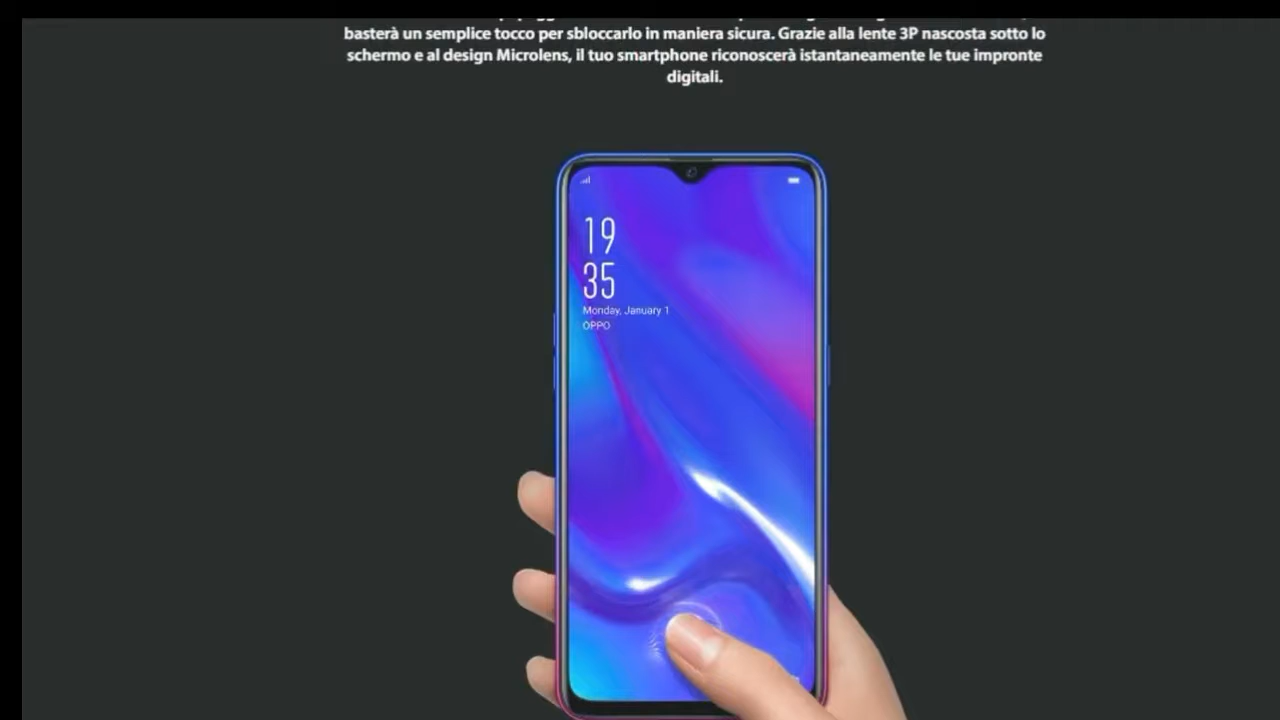 basterà un semplice tocco per sbloccarlo in maniera sicura. Grazie alla lente 3P nascosta sotto lo
schermo e al design Microlens, il tuo smartphone riconoscerà istantaneamente le tue impronte
digitali.
19
35
Monday, January 1
OPPO